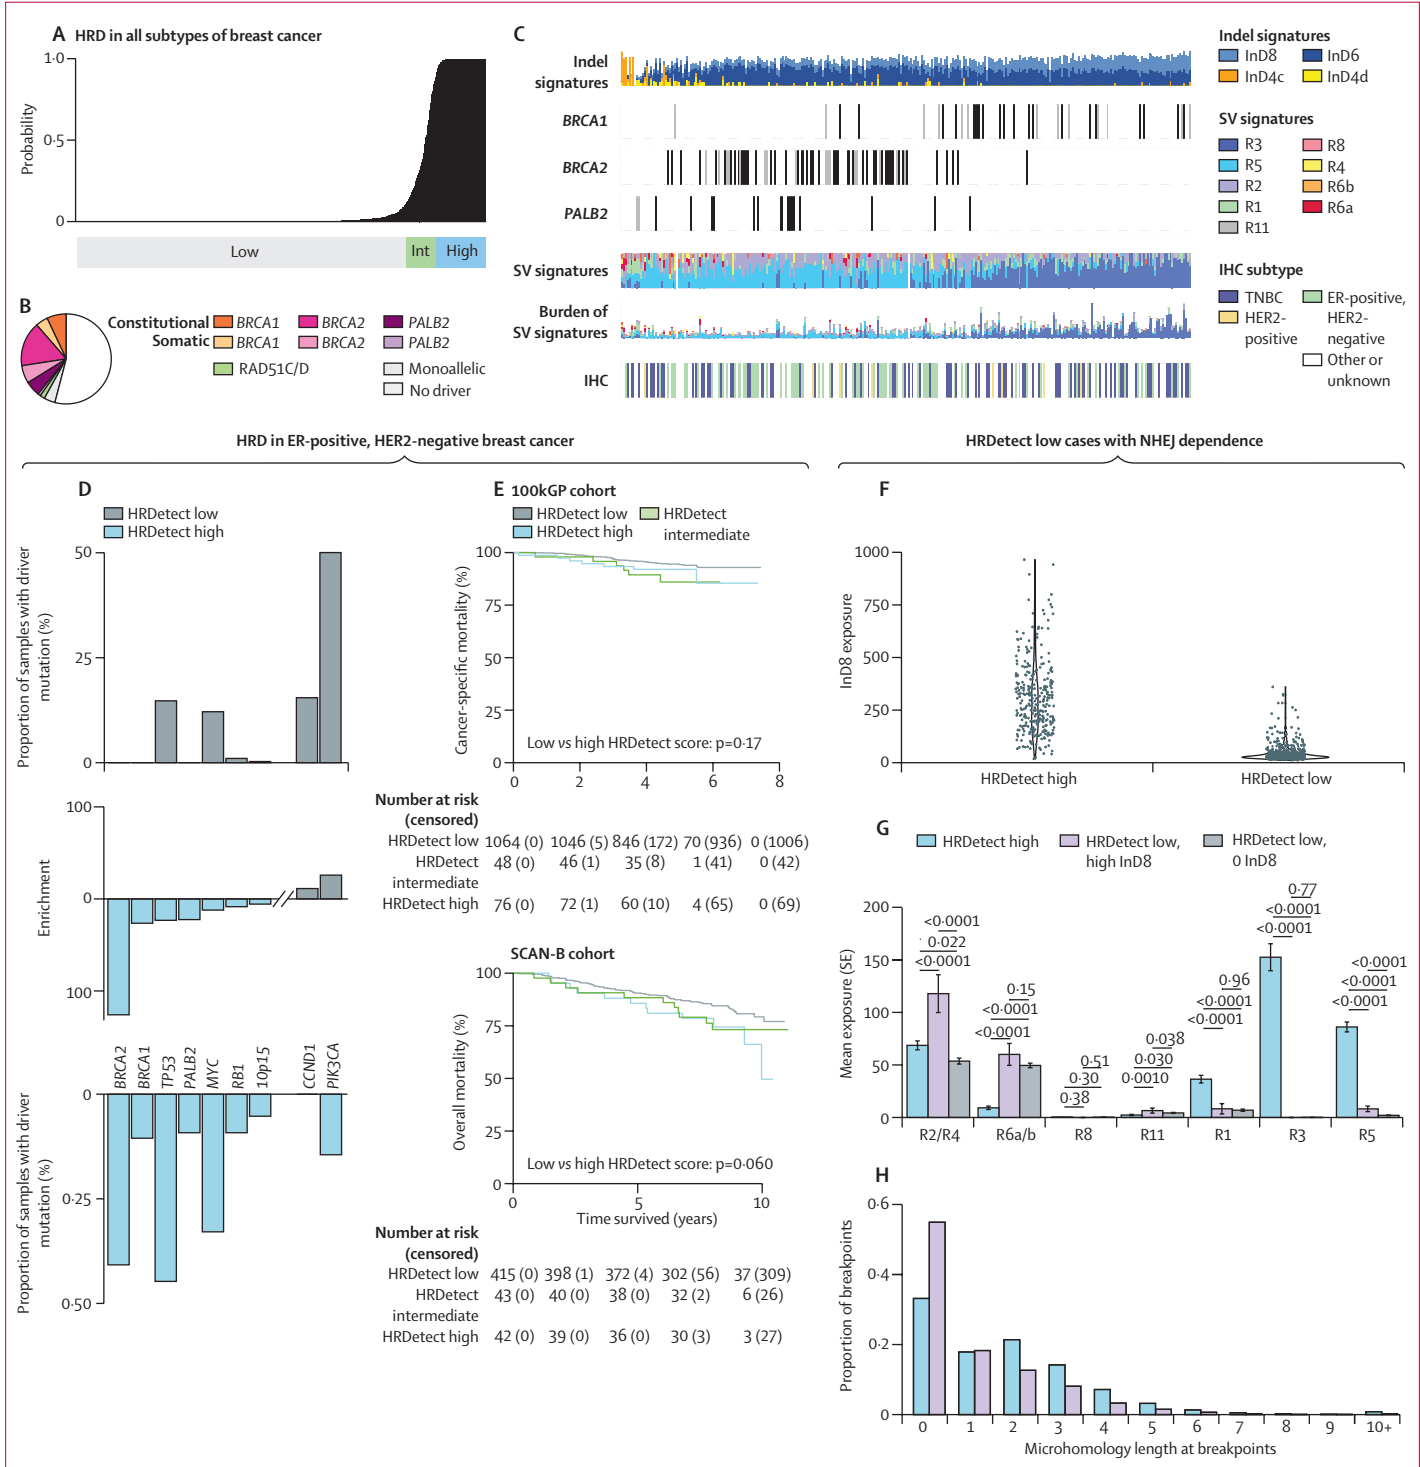 A HRD in all subtypes of breast cancer
Probability
1·0
0·5
0
Low Int High
B
Constitutional BRCA1 BRCA2 PALB2
Somatic BRCA1 BRCA2 PALB2
RAD51C/D Monoallelic
No driver
C
Indel
signatures
BRCA1
BRCA2
PALB2
SV signatures
Burden of
SV signatures
IHC
Indel signatures
InD8 InD6
InD4c InD4d
SV signatures
R3 R8
R5 R4
R2 R6b
R1 R6a
R11
IHC subtype
TNBC
HER2-
positive
ER-positive,
HER2-
negative
Other or
unknown
HRD in ER-positive, HER2-negative breast cancer
D
HRDetect low
HRDetect high
Proportion of samples with driver
mutation (%)
50
25
0
Enrichment
100
0
100
BRCA2 BRCA1 TP53 PALB2 MYC RB1 10p15 CCND1 PIK3CA
Proportion of samples with driver
mutation (%)
0
0·25
0·50
E 100kGP cohort
HRDetect low
HRDetect high
HRDetect
intermediate
Cancer-specific mortality (%)
100
75
50
25
0
Low vs high HRDetect score: p=0·17
0 2 4 6 8
Number at risk
(censored)
HRDetect low 1064 (0) 1046 (5) 846 (172) 70 (936) 0 (1006)
HRDetect 48 (0) 46 (1) 35 (8) 1 (41) 0 (42)
intermediate
HRDetect high 76 (0) 72 (1) 60 (10) 4 (65) 0 (69)
SCAN-B cohort
Overall mortality (%)
100
75
50
25
0
Low vs high HRDetect score: p=0·060
0 5 10
Time survived (years)
Number at risk
(censored)
HRDetect low 415 (0) 398 (1) 372 (4) 302 (56) 37 (309)
HRDetect 43 (0) 40 (0) 38 (0) 32 (2) 6 (26)
intermediate
HRDetect high 42 (0) 39 (0) 36 (0) 30 (3) 3 (27)
HRDetect low cases with NHEJ dependence
F
InD8 exposure
1000
750
500
250
0
HRDetect high HRDetect low
G
HRDetect high
HRDetect low,
high InD8
HRDetect low,
0 InD8
Mean exposure (SE)
200
150
100
50
0
<0·0001
0·022
<0·0001
0·15
<0·0001
<0·0001
0·51
0·30
0·38
0·038
0·030
0·0010
0·96
<0·0001
<0·0001
0·77
<0·0001
<0·0001
<0·0001
<0·0001
<0·0001
R2/R4 R6a/b R8 R11 R1 R3 R5
H
Proportion of breakpoints
0·6
0·4
0·2
0
0 1 2 3 4 5 6 7 8 9 10+
Microhomology length at breakpoints